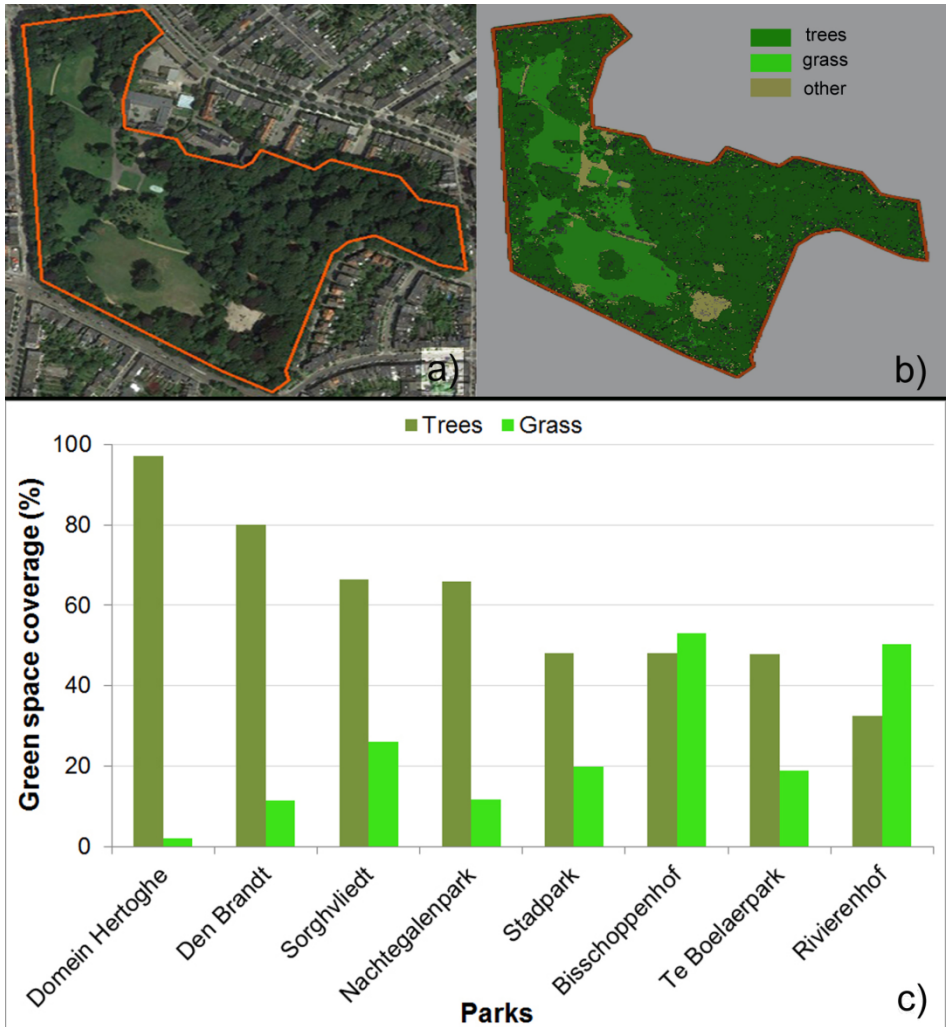 a)
trees
grass
other
b)
Trees Grass
Green space coverage (%)
100
80
60
40
20
0
Domein Hertoghe
Den Brandt
Sorghvliedt
Nachtegalenpark
Stadpark
Bisschoppenhof
Te Boelaerpark
Rivierenhof
Parks
c)